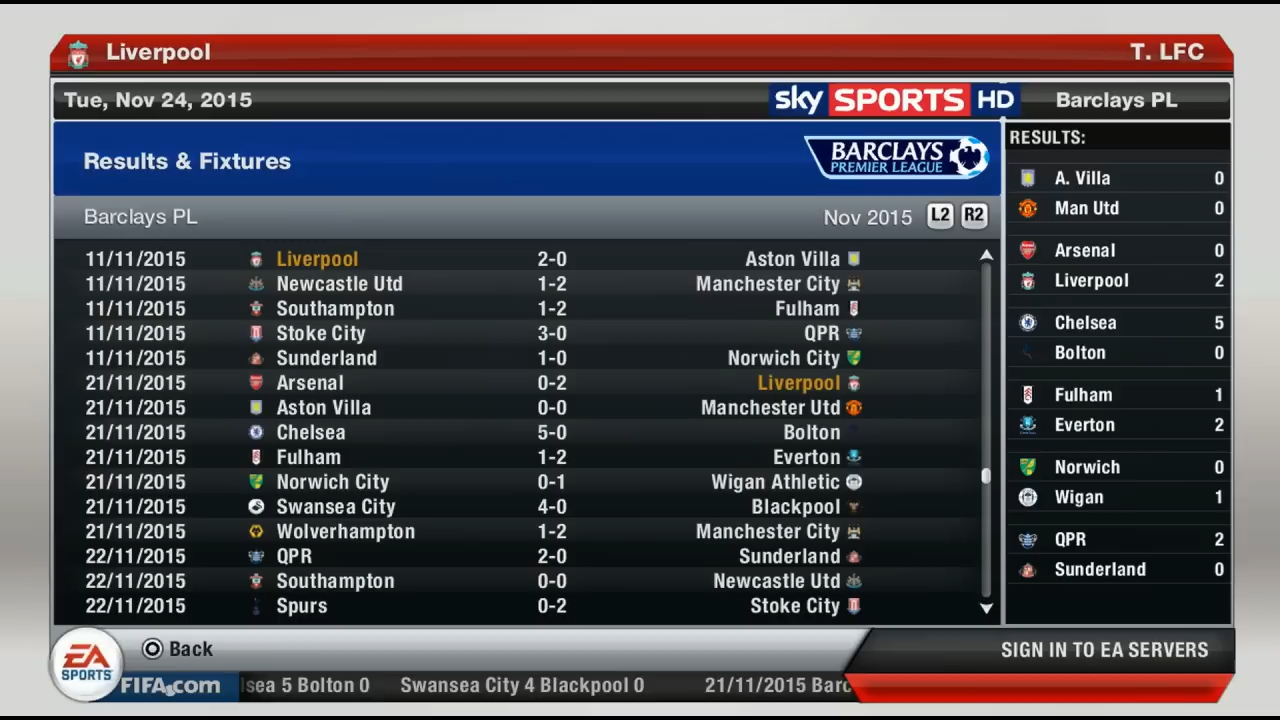 Liverpool T. LFC
Tue, Nov 24, 2015 sky SPORTS HD Barclays PL
Results & Fixtures BARCLAYS PREMIER LEAGUE
Barclays PL Nov 2015 L2 R2
11/11/2015 Liverpool 2-0 Aston Villa
11/11/2015 Newcastle Utd 1-2 Manchester City
11/11/2015 Southampton 1-2 Fulham
11/11/2015 Stoke City 3-0 QPR
11/11/2015 Sunderland 1-0 Norwich City
21/11/2015 Arsenal 0-2 Liverpool
21/11/2015 Aston Villa 0-0 Manchester Utd
21/11/2015 Chelsea 5-0 Bolton
21/11/2015 Fulham 1-2 Everton
21/11/2015 Norwich City 0-1 Wigan Athletic
21/11/2015 Swansea City 4-0 Blackpool
21/11/2015 Wolverhampton 1-2 Manchester City
22/11/2015 QPR 2-0 Sunderland
22/11/2015 Southampton 0-0 Newcastle Utd
22/11/2015 Spurs 0-2 Stoke City
RESULTS:
A. Villa 0
Man Utd 0
Arsenal 0
Liverpool 2
Chelsea 5
Bolton 0
Fulham 1
Everton 2
Norwich 0
Wigan 1
QPR 2
Sunderland 0
Back
SIGN IN TO EA SERVERS
EA SPORTS
FIFA.com lsea 5 Bolton 0 Swansea City 4 Blackpool 0 21/11/2015 Barc